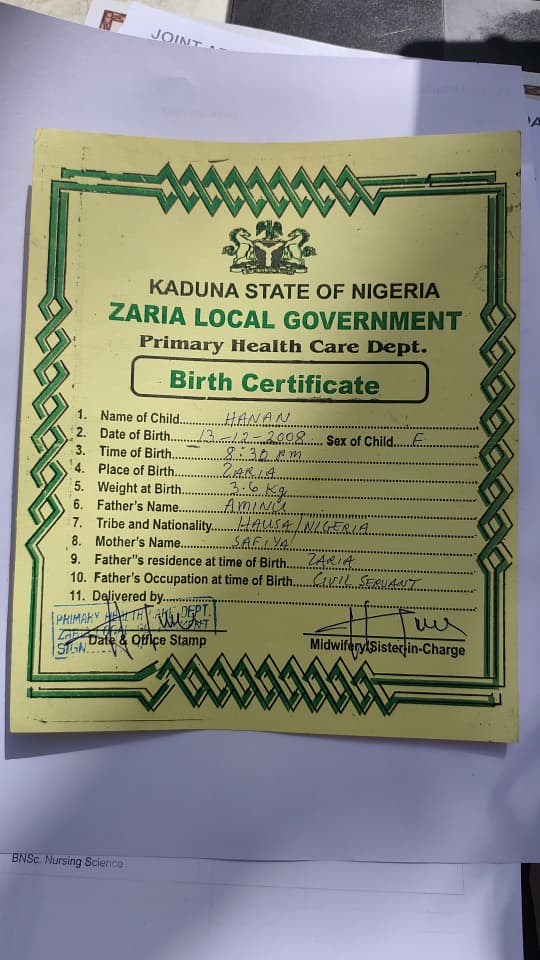 JOINT A
KADUNA STATE OF NIGERIA
ZARIA LOCAL GOVERNMENT
Primary Health Care Dept.
Birth Certificate
1. Name of Child....HANAN
2. Date of Birth....13-12-2008.... Sex of Child....F
3. Time of Birth....8:30 pm
4. Place of Birth....ZARIA
5. Weight at Birth....3.6 Kg
6. Father's Name....AMINU
7. Tribe and Nationality....HAUSA/NIGERIA
8. Mother's Name....SAFIYA
9. Father"s residence at time of Birth....ZARIA
10. Father's Occupation at time of Birth....CIVIL SERVANT
11. Delivered by....
PRIMARY HEALTH CARE DEPT.
SIGN......
Date & Office Stamp
Midwifery/Sister-in-Charge
BNSc. Nursing Science